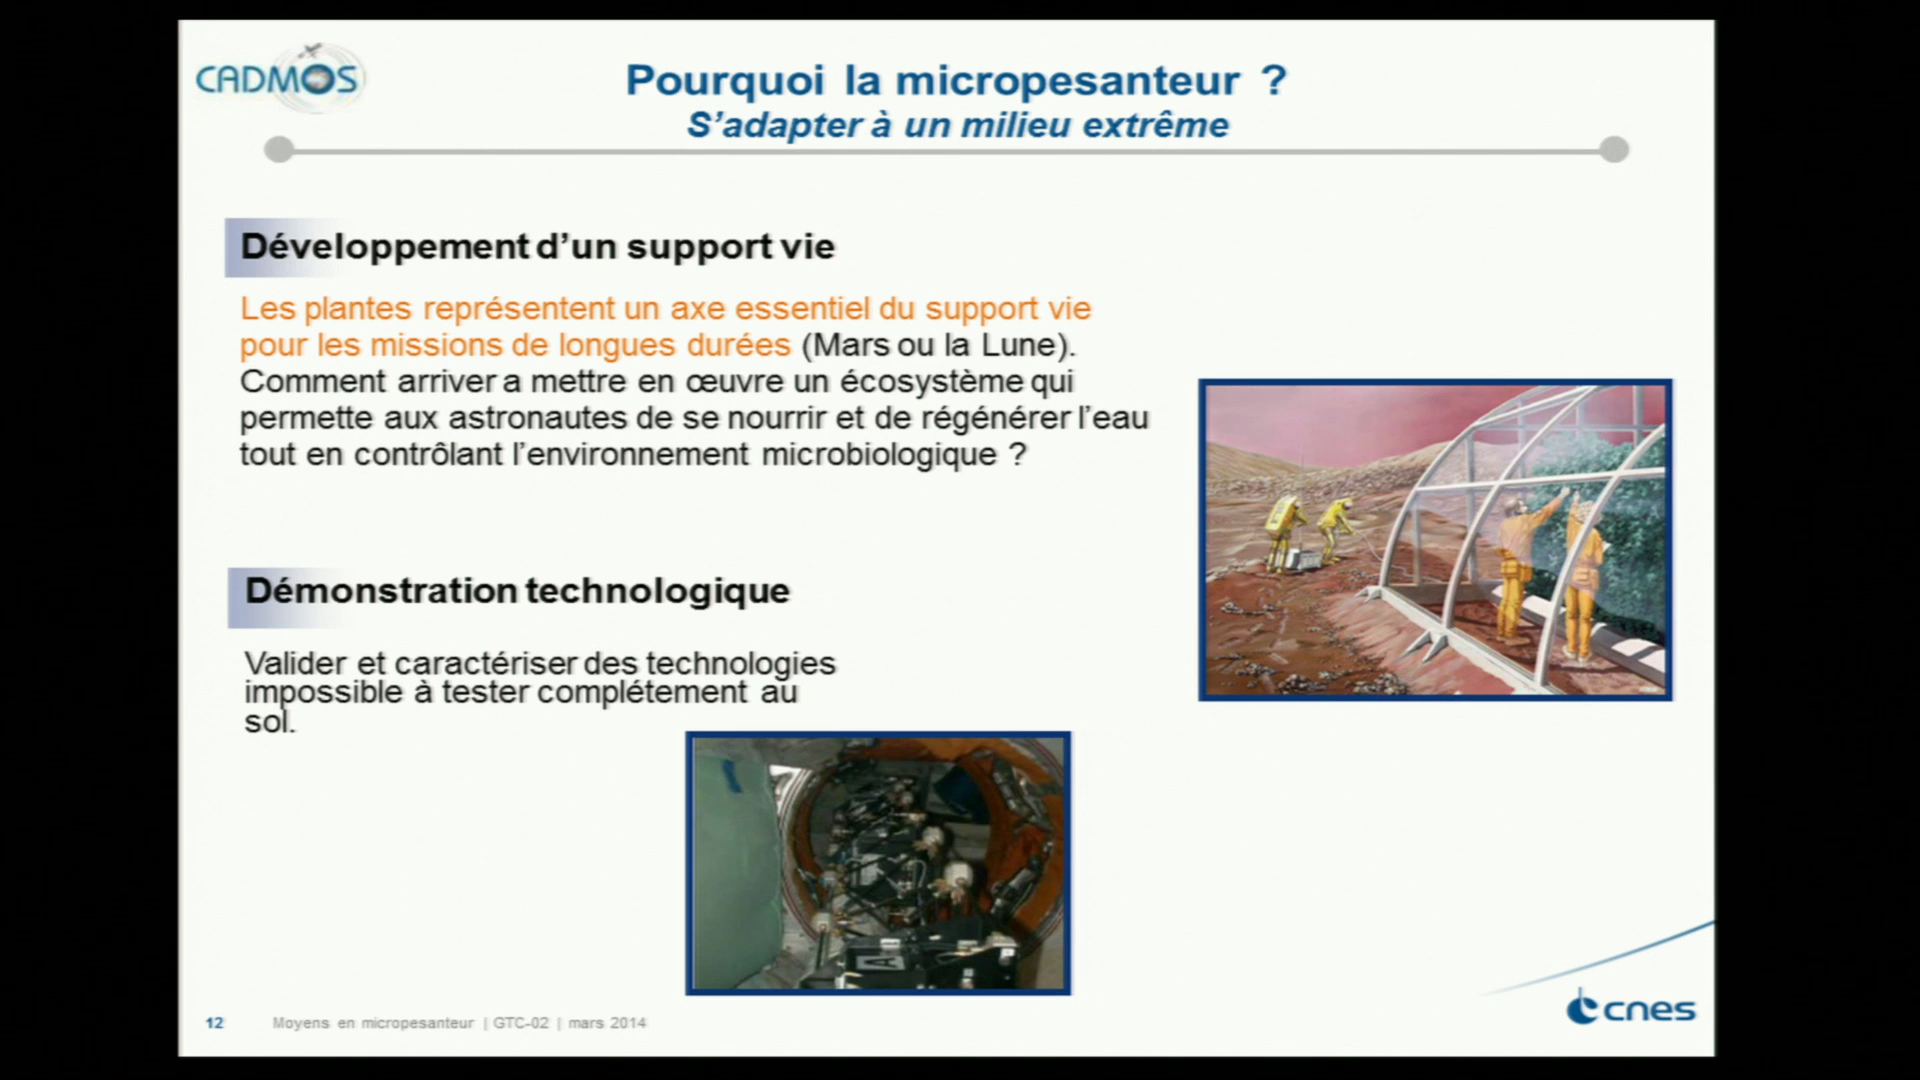 CADMOS
Pourquoi la micropesanteur ?
S’adapter à un milieu extrême
Développement d’un support vie
Les plantes représentent un axe essentiel du support vie
pour les missions de longues durées (Mars ou la Lune).
Comment arriver a mettre en œuvre un écosystème qui
permette aux astronautes de se nourrir et de régénérer l’eau
tout en contrôlant l’environnement microbiologique ?
Démonstration technologique
Valider et caractériser des technologies
impossible à tester complétement au
sol.
A
12 Moyens en micropesanteur | GTC-02 | mars 2014
cnes